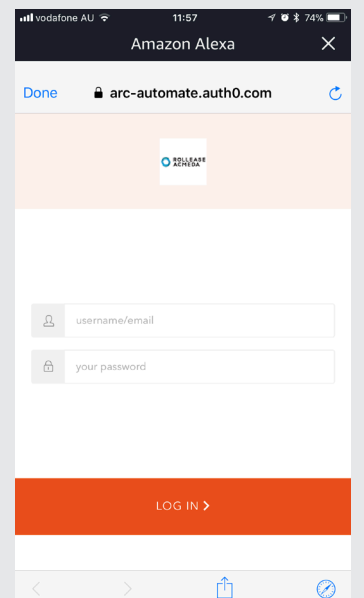 vodafone AU 11:57 74%
Amazon Alexa
Done arc-automate.auth0.com
ROLLEASE
ACMEDA
username/email
your password
LOG IN